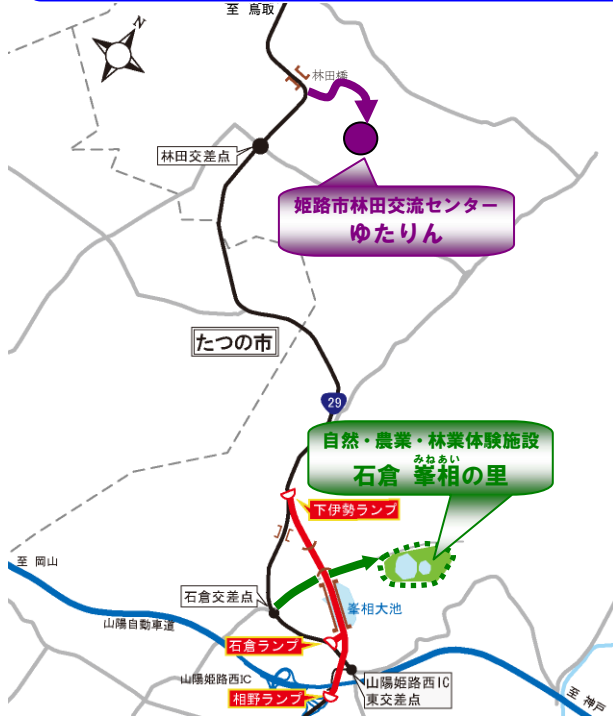 至 鳥取
N
林田橋
林田交差点
姫路市林田交流センター
ゆたりん
たつの市
29
自然・農業・林業体験施設
みねあい
石倉 峯相の里
下伊勢ランプ
至 岡山
石倉交差点
峯相大池
山陽自動車道
石倉ランプ
山陽姫路西IC
山陽姫路西IC
東交差点
相野ランプ
至 神戸